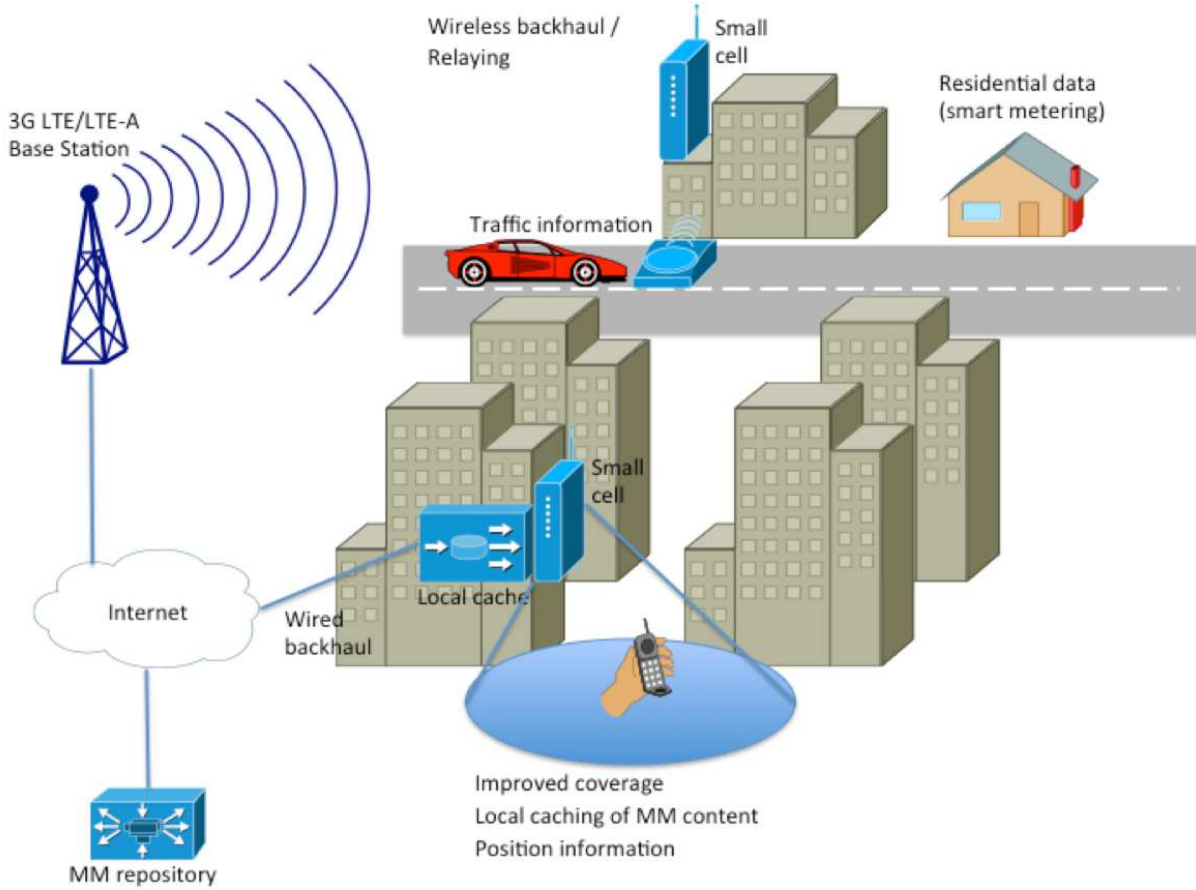 Wireless backhaul /
Relaying
Small
cell
Residential data
(smart metering)
3G LTE/LTE-A
Base Station
Traffic information
Small
cell
Local cache
Internet
Wired
backhaul
Improved coverage
Local caching of MM content
Position information
MM repository